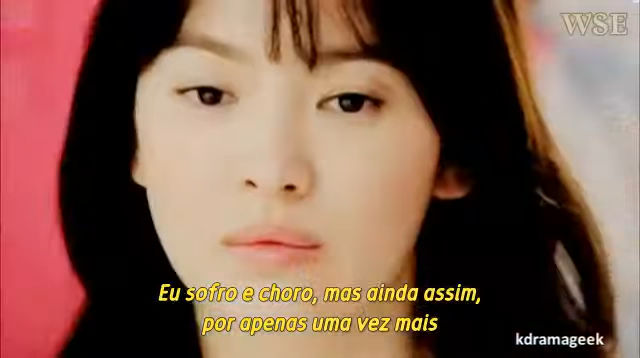 WSE
Eu sofro e choro, mas ainda assim,
por apenas uma vez mais
kdramageek